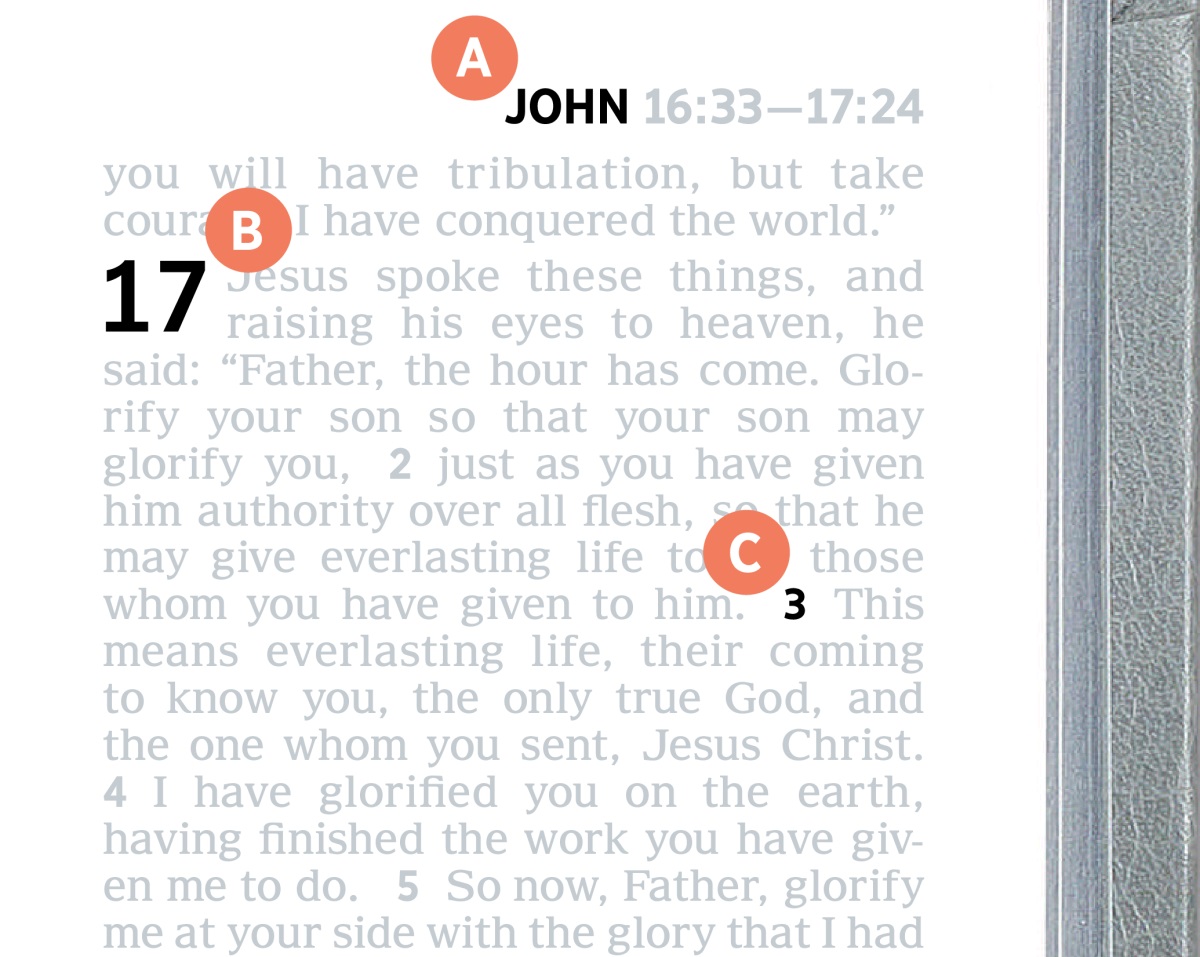 A
JOHN 16:33—17:24
you will have tribulation, but take
B
coura I have conquered the world.”
17 Jesus spoke these things, and
raising his eyes to heaven, he
said: “Father, the hour has come. Glo-
rify your son so that your son may
glorify you, 2 just as you have given
him authority over all flesh, so that he
C
may give everlasting life to those
whom you have given to him. 3 This
means everlasting life, their coming
to know you, the only true God, and
the one whom you sent, Jesus Christ.
4 I have glorified you on the earth,
having finished the work you have giv-
en me to do. 5 So now, Father, glorify
me at your side with the glory that I had